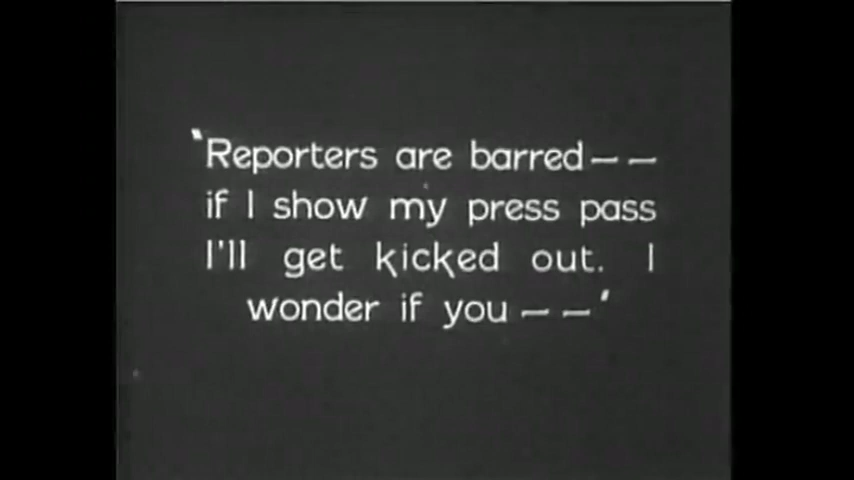 'Reporters are barred — —
if I show my press pass
I'll get kicked out. I
wonder if you — —'